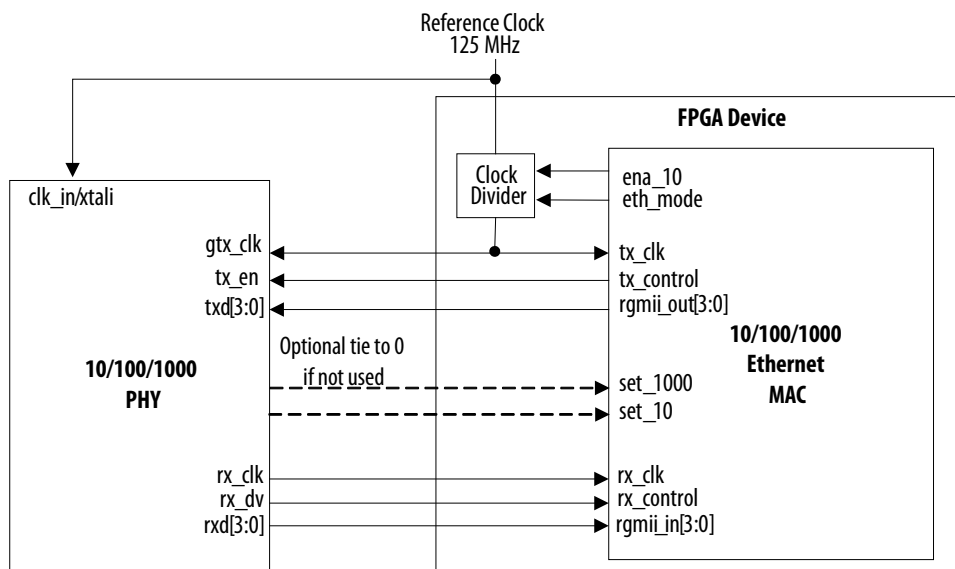 Reference Clock
125 MHz
FPGA Device
clk_in/xtali
Clock
Divider
ena_10
eth_mode
gtx_clk
tx_clk
tx_en
tx_control
txd[3:0]
rgmii_out[3:0]
Optional tie to 0
if not used
10/100/1000
PHY
10/100/1000
Ethernet
MAC
set_1000
set_10
rx_clk
rx_clk
rx_dv
rx_control
rxd[3:0]
rgmii_in[3:0]